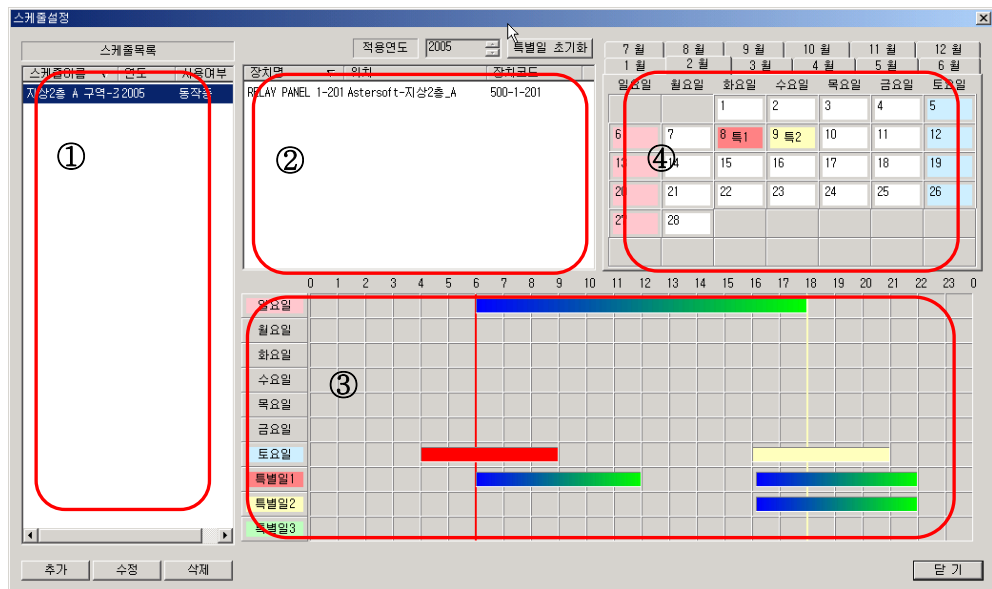 스케줄설정
스케줄목록
적용연도 2005 특별일 초기화
스케줄이름 연도 사용여부
지상2층 A 구역-3 2005 동작중
장치명 위치 장치코드
RELAY PANEL 1-201 Astersoft-지상2층_A 500-1-201
7 월 8 월 9 월 10 월 11 월 12 월
1 월 2 월 3 월 4 월 5 월 6 월
일요일 월요일 화요일 수요일 목요일 금요일 토요일
1 2 3 4 5
6 7 8 특1 9 특2 10 11 12
13 14 15 16 17 18 19
20 21 22 23 24 25 26
27 28
① ② ④
0 1 2 3 4 5 6 7 8 9 10 11 12 13 14 15 16 17 18 19 20 21 22 23 0
일요일
월요일
화요일
수요일
③
목요일
금요일
토요일
특별일1
특별일2
특별일3
추가 수정 삭제 닫 기